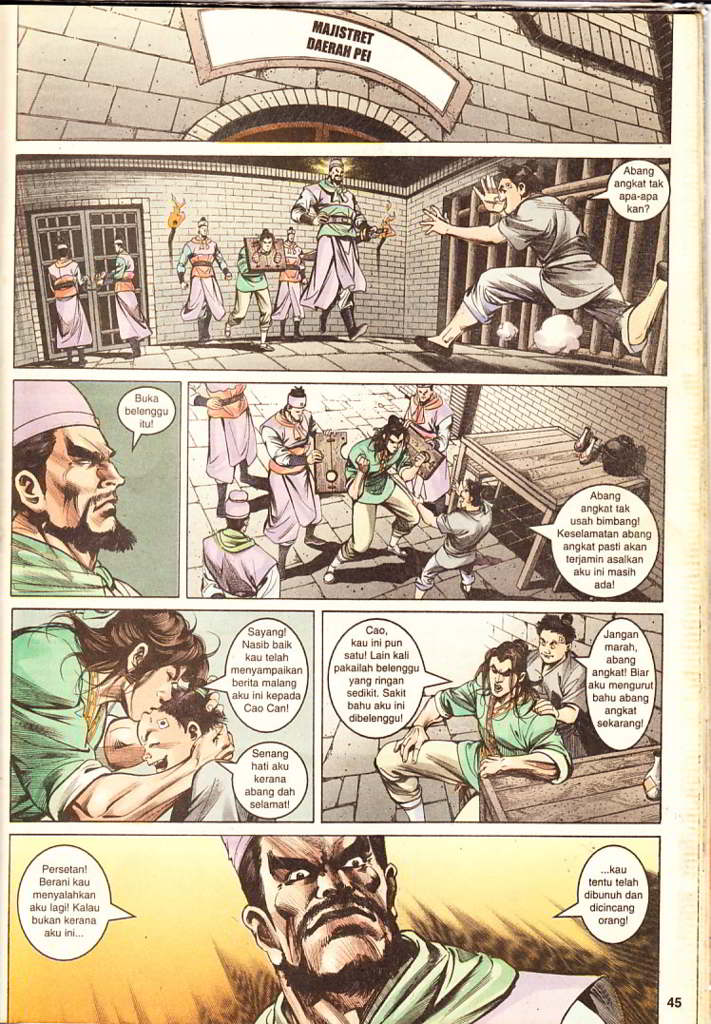 MAJISTRET
DAERAH PEI
Abang
angkat tak
apa-apa
kan?
Buka
belenggu
itu!
Abang
angkat tak
usah bimbang!
Keselamatan abang
angkat pasti akan
terjamin asalkan
aku ini masih
ada!
Sayang!
Nasib baik
kau telah
menyampaikan
berita malang
aku ini kepada
Cao Can!
Senang
hati aku
kerana
abang dah
selamat!
Cao,
kau ini pun
satu! Lain kali
pakailah belenggu
yang ringan
sedikit. Sakit
bahu aku ini
dibelenggu!
Jangan
marah,
abang
angkat! Biar
aku mengurut
bahu abang
angkat
sekarang!
Persetan!
Berani kau
menyalahkan
aku lagi! Kalau
bukan kerana
aku ini...
...kau
tentu telah
dibunuh dan
dicincang
orang!
45